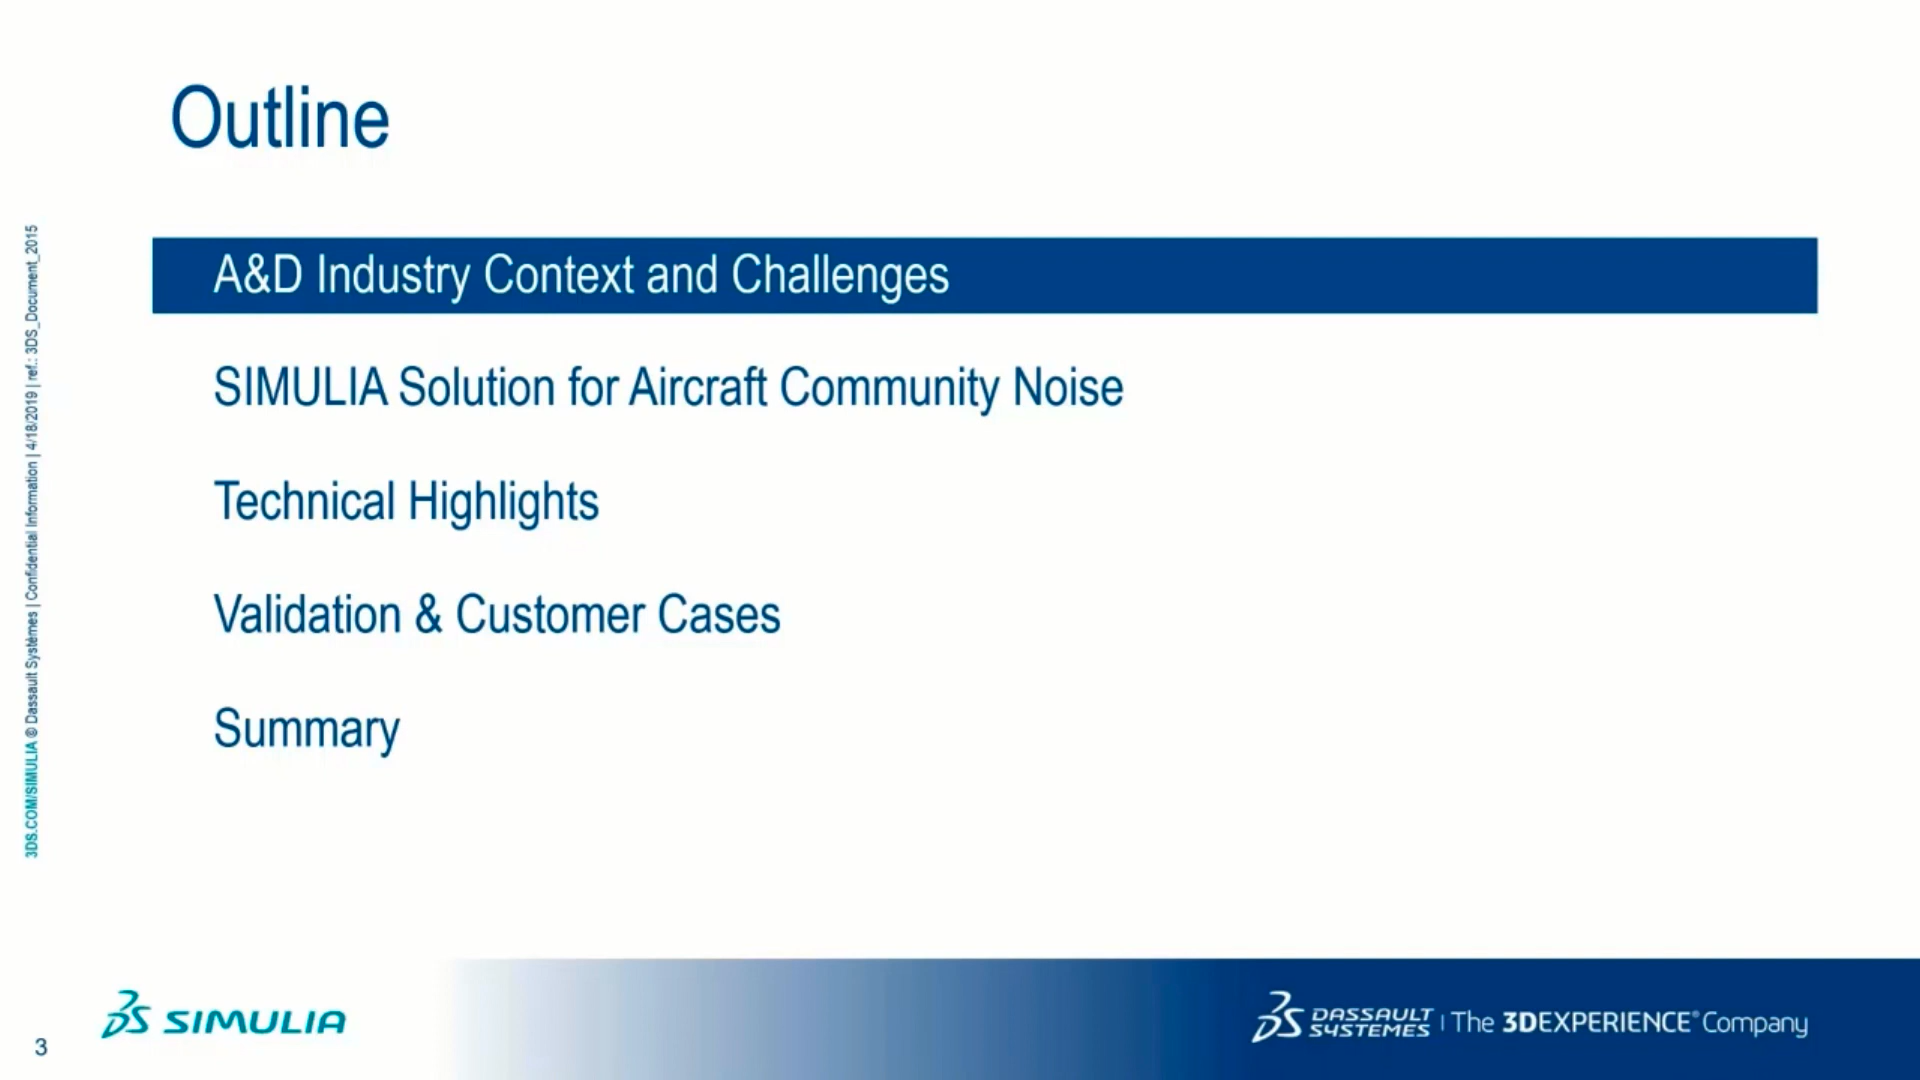 Outline
A&D Industry Context and Challenges
SIMULIA Solution for Aircraft Community Noise
Technical Highlights
Validation & Customer Cases
Summary
3DS.COM/SIMULIA © Dassault Systèmes | Confidential Information | 4/18/2019 | ref.: 3DS_Document_2015
3
SIMULIA
DASSAULT SYSTEMES | The 3DEXPERIENCE® Company